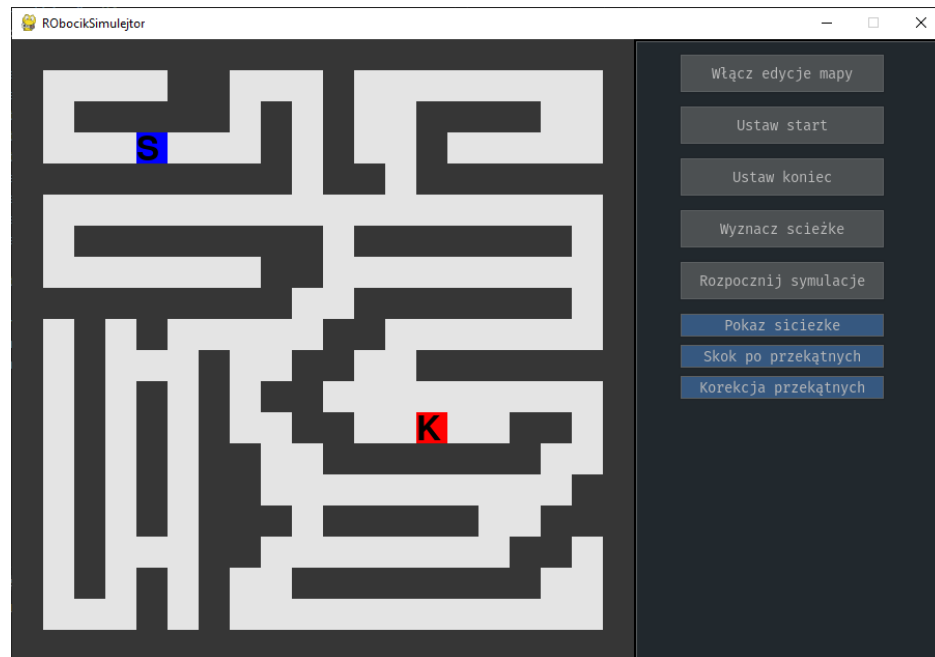 RObocikSimulejtor
Włącz edycje mapy
Ustaw start
Ustaw koniec
Wyznacz scieżke
Rozpocznij symulacje
Pokaz siciezke
Skok po przekątnych
Korekcja przekątnych
S
K